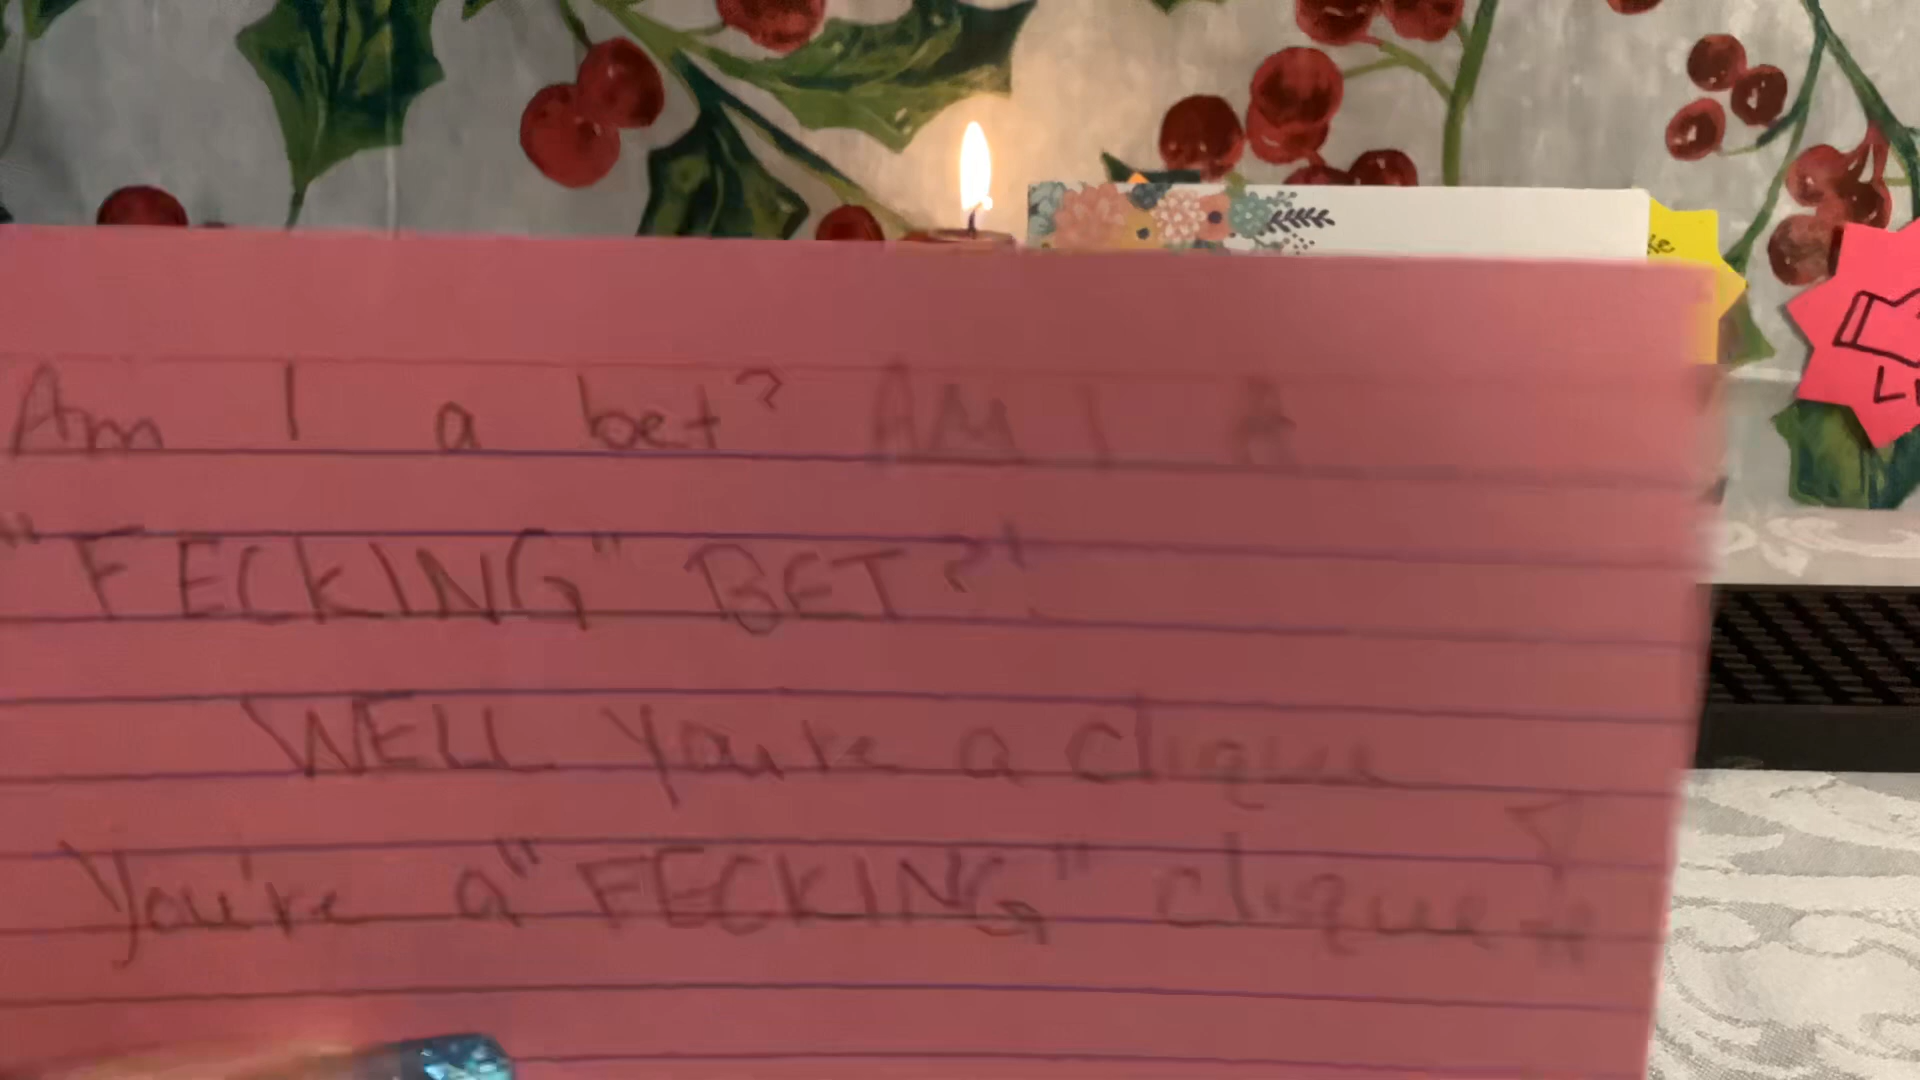 Am I a bet? AM I A
"FECKING" BET?!
WELL you're a clique
You're a "FECKING" clique